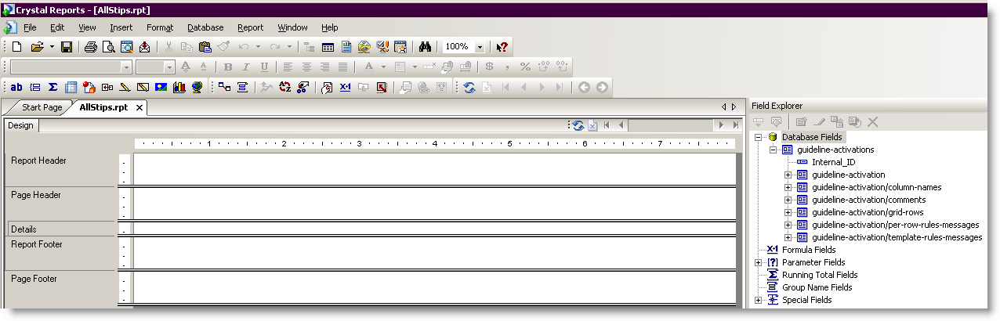 Crystal Reports - [AllStips.rpt]
File Edit View Insert Format Database Report Window Help
100%
B I U A $ , %
ab Σ
Start Page AllStips.rpt X
Field Explorer
Design
1 2 3 4 5 6 7
Report Header
Page Header
Details
Report Footer
Page Footer
Database Fields
guideline-activations
Internal_ID
guideline-activation
guideline-activation/column-names
guideline-activation/comments
guideline-activation/grid-rows
guideline-activation/per-row-rules-messages
guideline-activation/template-rules-messages
Formula Fields
Parameter Fields
Running Total Fields
Group Name Fields
Special Fields